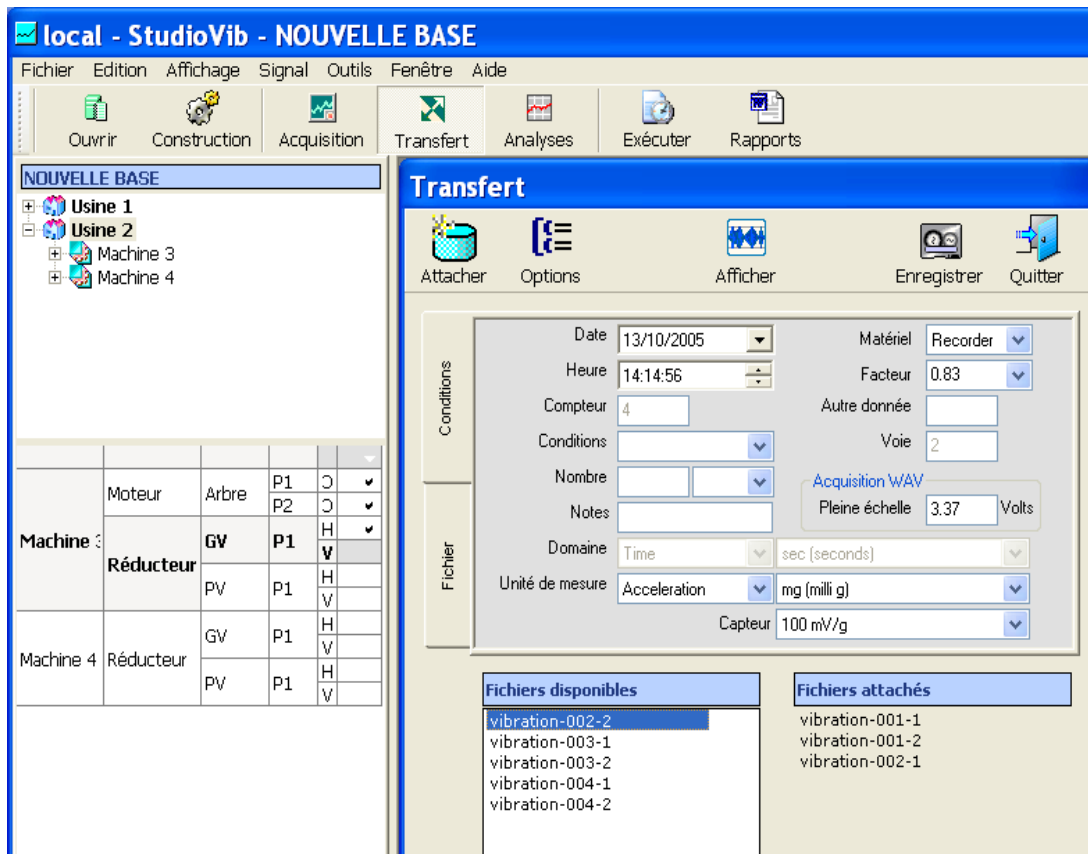 local - StudioVib - NOUVELLE BASE
Fichier Edition Affichage Signal Outils Fenêtre Aide
Ouvrir Construction Acquisition Transfert Analyses Exécuter Rapports
NOUVELLE BASE
Usine 1
Usine 2
Machine 3
Machine 4
Moteur Arbre P1
P2
Machine 3 Réducteur GV P1 H
V
PV P1 H
V
Machine 4 Réducteur GV P1 H
V
PV P1 H
V
Transfert
Attacher Options Afficher Enregistrer Quitter
Conditions
Fichier
Date 13/10/2005 Matériel Recorder
Heure 14:14:56 Facteur 0.83
Compteur 4 Autre donnée
Conditions Voie 2
Nombre Acquisition WAV
Notes Pleine échelle 3.37 Volts
Domaine Time sec (seconds)
Unité de mesure Acceleration mg (milli g)
Capteur 100 mV/g
Fichiers disponibles
vibration-002-2
vibration-003-1
vibration-003-2
vibration-004-1
vibration-004-2
Fichiers attachés
vibration-001-1
vibration-001-2
vibration-002-1